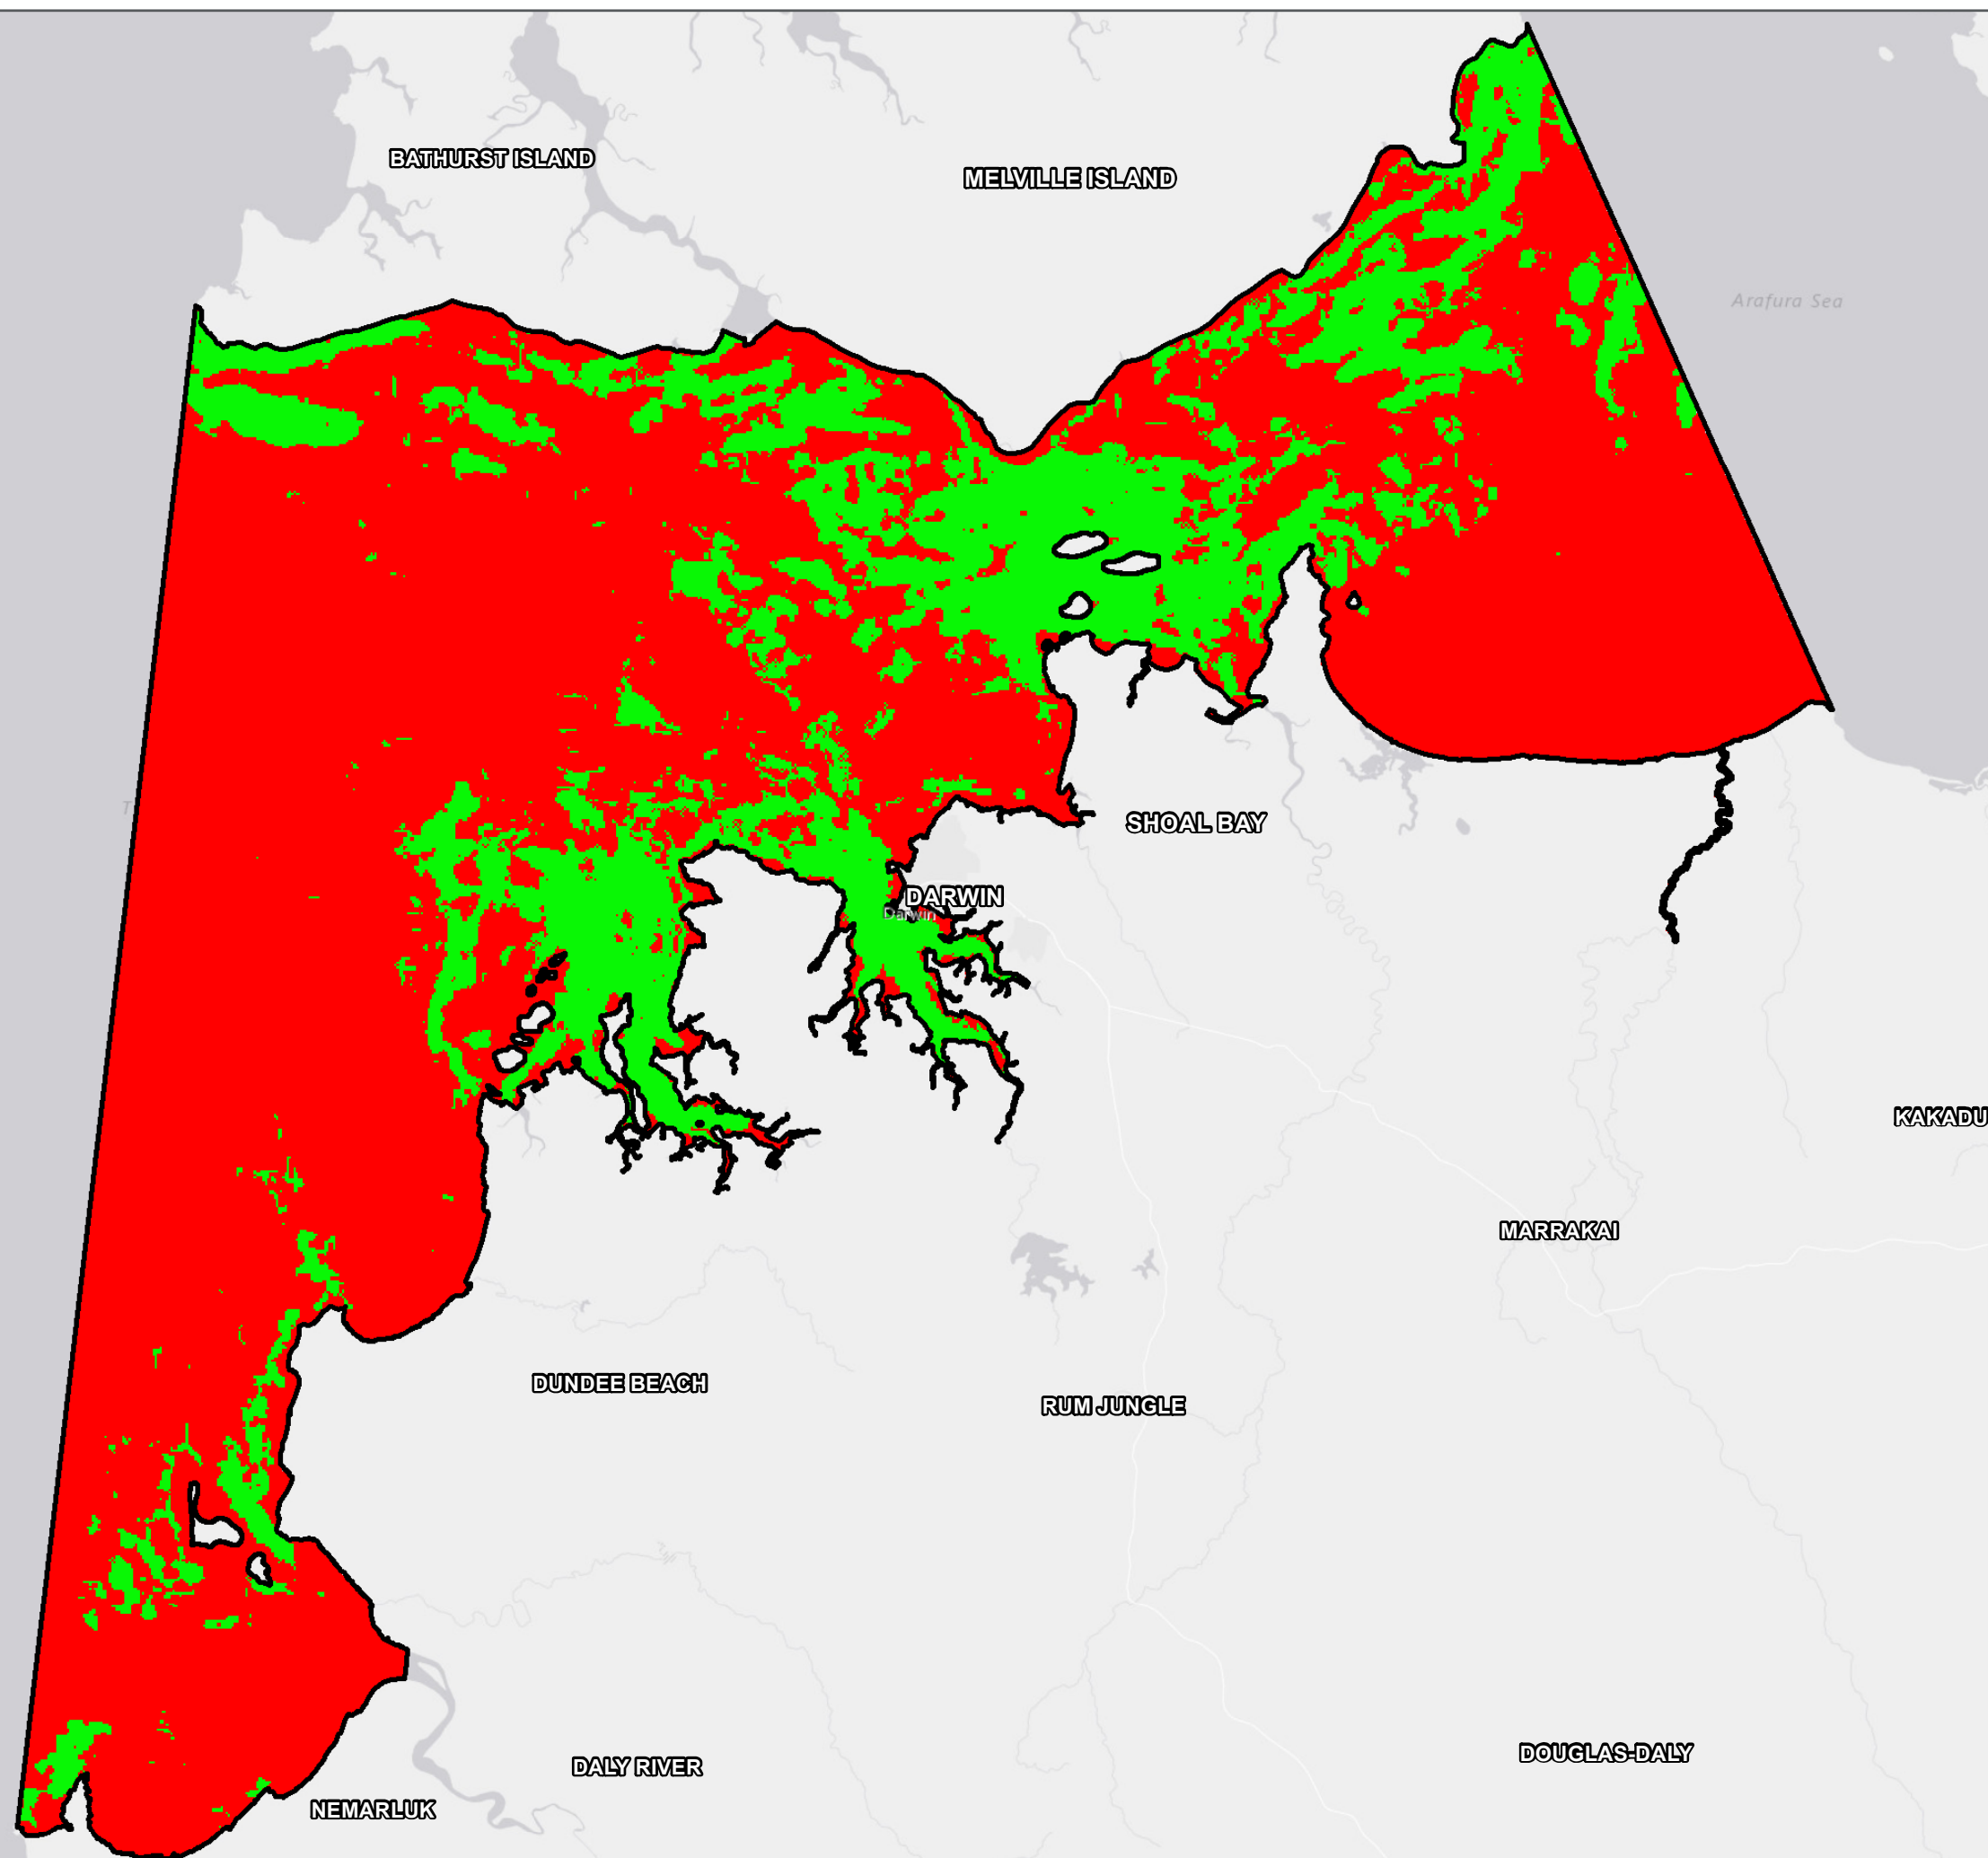 BATHURST ISLAND
MELVILLE ISLAND
Arafura Sea
SHOAL BAY
DARWIN
Darwin
KAKADU
MARRAKAI
DUNDEE BEACH
RUM JUNGLE
DOUGLAS-DALY
DALY RIVER
NEMARLUK